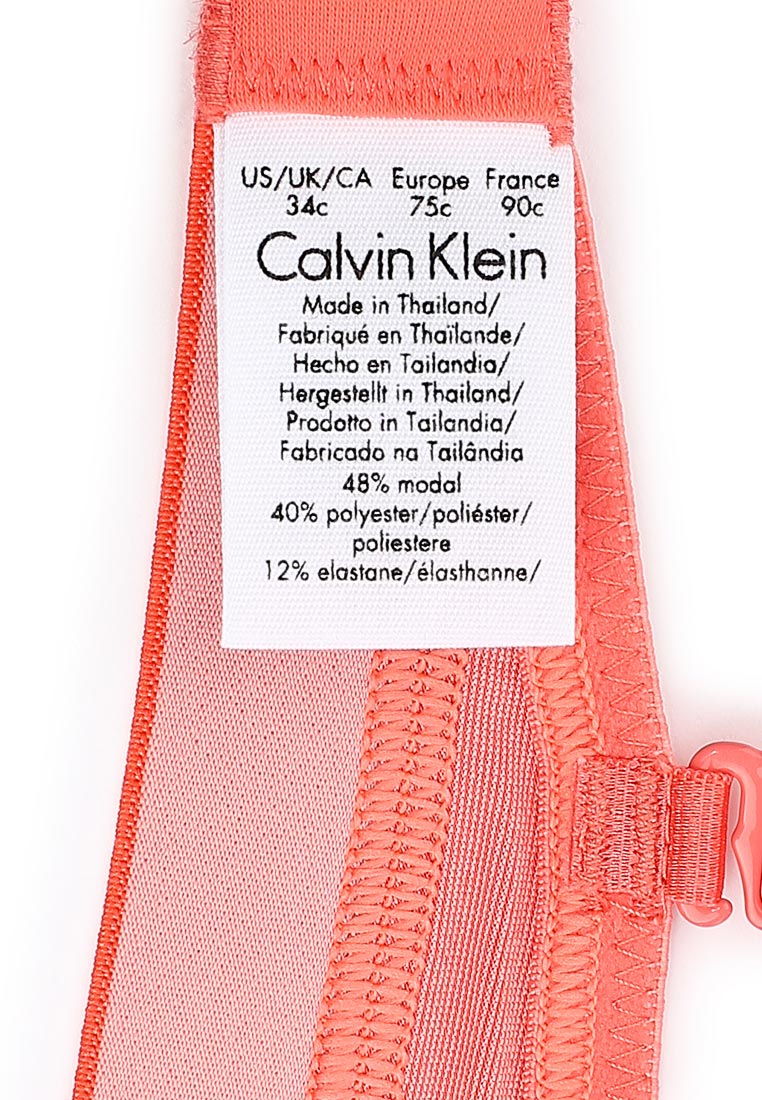 US/UK/CA Europe France
34c 75c 90c
Calvin Klein
Made in Thailand/
Fabriqué en Thaïlande/
Hecho en Tailandia/
Hergestellt in Thailand/
Prodotto in Tailandia/
Fabricado na Tailândia
48% modal
40% polyester/poliéster/
poliestere
12% elastane/élasthanne/